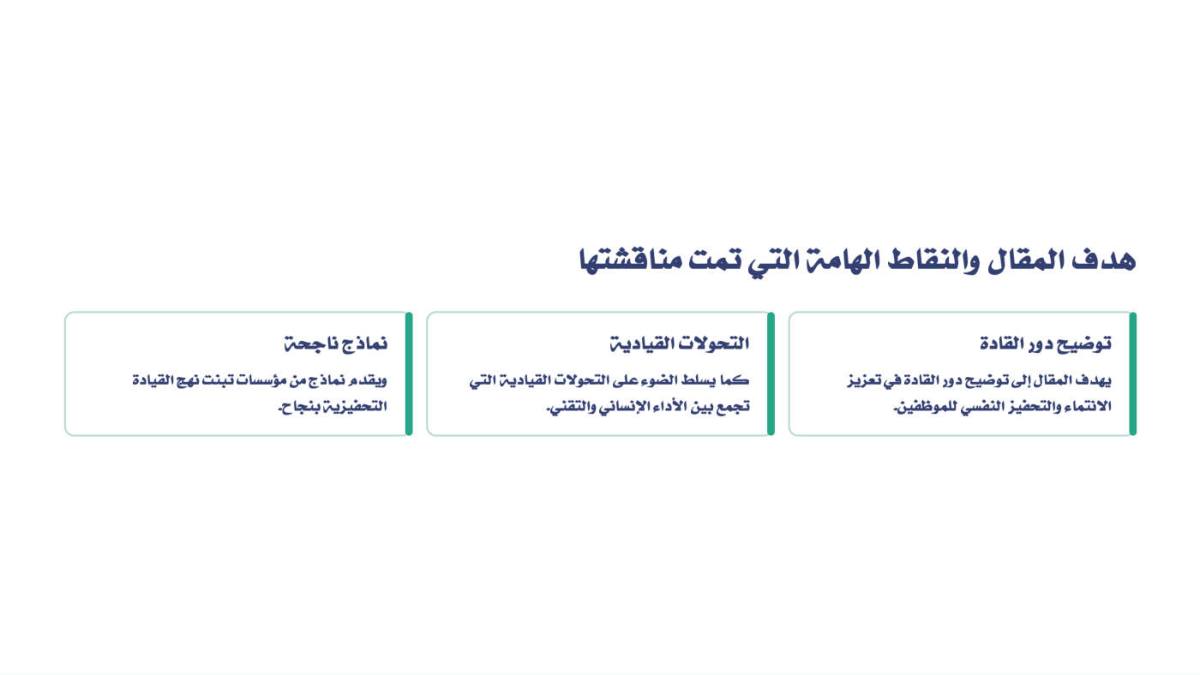 هدف المقال والنقاط الهامة التي تمت مناقشتها
توضيح دور القادة
يهدف المقال إلى توضيح دور القادة في تعزيز
الانتماء والتحفيز النفسي للموظفين.
التحولات القيادية
كما يسلط الضوء على التحولات القيادية التي
تجمع بين الأداء الإنساني والتقني.
نماذج ناجحة
ويقدم نماذج من مؤسسات تبنت نهج القيادة
التحفيزية بنجاح.